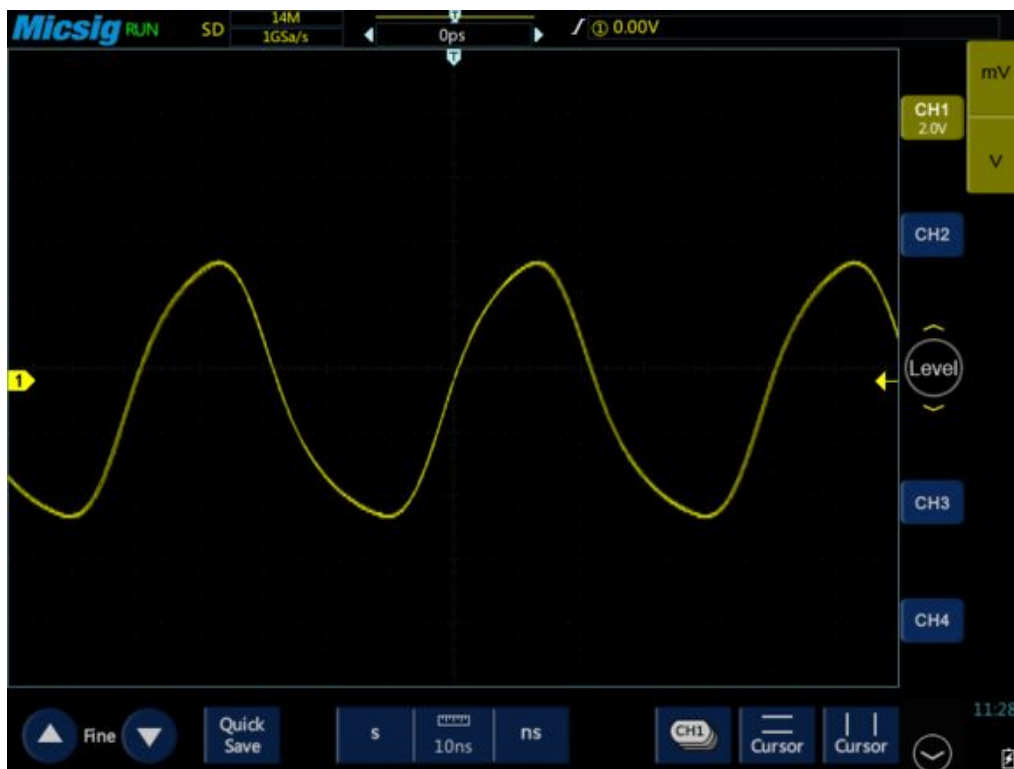 Micsig RUN SD 14M
1GSa/s
T
0ps
① 0.00V
T
mV
CH1
2.0V
V
CH2
1
Level
CH3
CH4
Fine
Quick
Save
s
10ns
ns
CH1
Cursor
Cursor
11:28